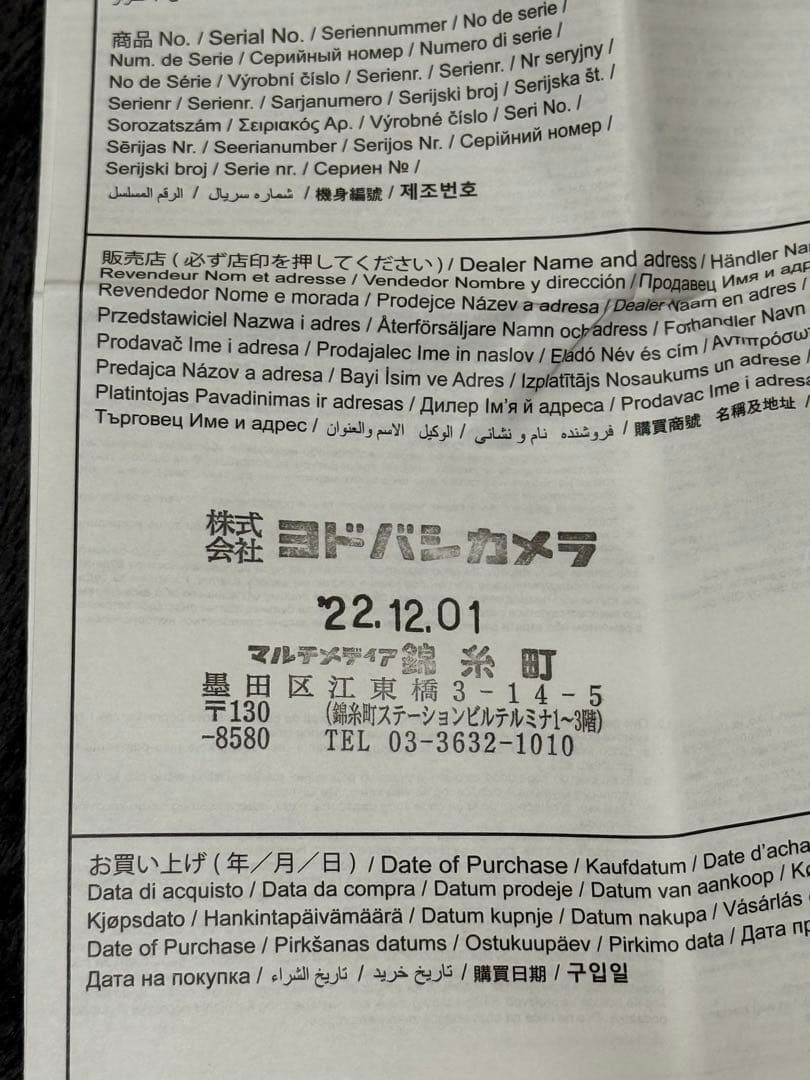 商品 No. / Serial No. / Seriennummer / No de serie /
Num. de Serie / Серийный номер / Numero di serie /
No de Série / Výrobní číslo / Serienr. / Serienr. / Nr seryjny /
Serienr / Serienr. / Sarjanumero / Serijski broj / Serijska št. /
Sorozatszám / Σειριακός Αρ. / Výrobné číslo / Seri No. /
Sērijas Nr. / Seerianumber / Serijos Nr. / Серійний номер /
Serijski broj / Serie nr. / Сериен № /
الرقم المسلسل / شماره سريال / 機身編號 / 제조번호
販売店 ( 必ず店印を押してください ) / Dealer Name and adress / Händler
Revendeur Nom et adresse / Vendedor Nombre y dirección / Продавец Имя и
Revendedor Nome e morada / Prodejce Název a adresa / Dealer Naam en adres /
Przedstawiciel Nazwa i adres / Återförsäljare Namn och adress / Forhandler Navn
Prodavač Ime i adresa / Prodajalec Ime in naslov / Eladó Név és cím /
Predajca Názov a adresa / Bayi İsim ve Adres / Izplatītājs Nosaukums un adrese /
Platintojas Pavadinimas ir adresas / Дилер Ім'я й адреса / Prodavac Ime i adresa
Търговец Име и адрес / الوكيل الاسم والعنوان / فروشنده نام و نشانى / 購買商號 名稱及地址 /
株式会社 ヨドバシカメラ
'22.12.01
マルチメディア錦糸町
墨田区江東橋3-14-5
〒130 (錦糸町ステーションビルテルミナ1~3階)
-8580 TEL 03-3632-1010
お買い上げ ( 年／月／日 ) / Date of Purchase / Kaufdatum / Date d'acha
Data di acquisto / Data da compra / Datum prodeje / Datum van aankoop /
Kjøpsdato / Hankintapäivämäärä / Datum kupnje / Datum nakupa / Vásárlás
Date of Purchase / Pirkšanas datums / Ostukuupäev / Pirkimo data / Дата
Дата на покупка / تاريخ الشراء / تاريخ خريد / 購買日期 / 구입일